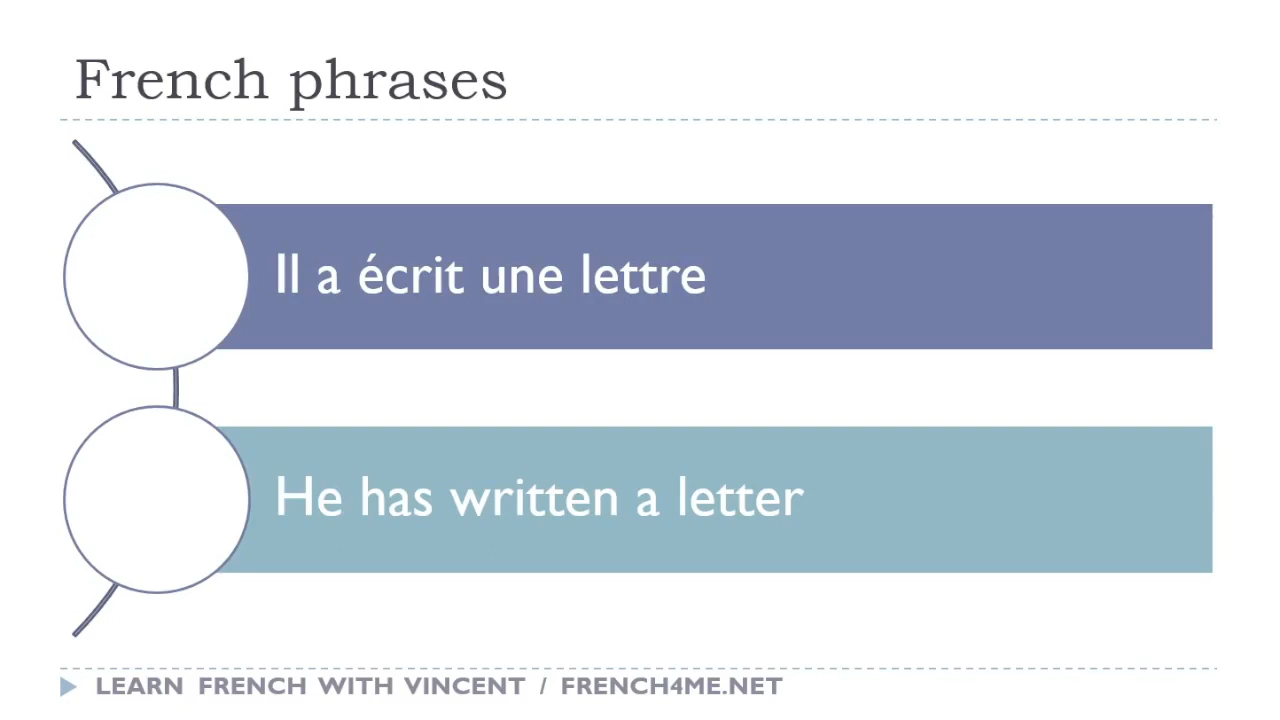 French phrases
Il a écrit une lettre
He has written a letter
LEARN FRENCH WITH VINCENT / FRENCH4ME.NET